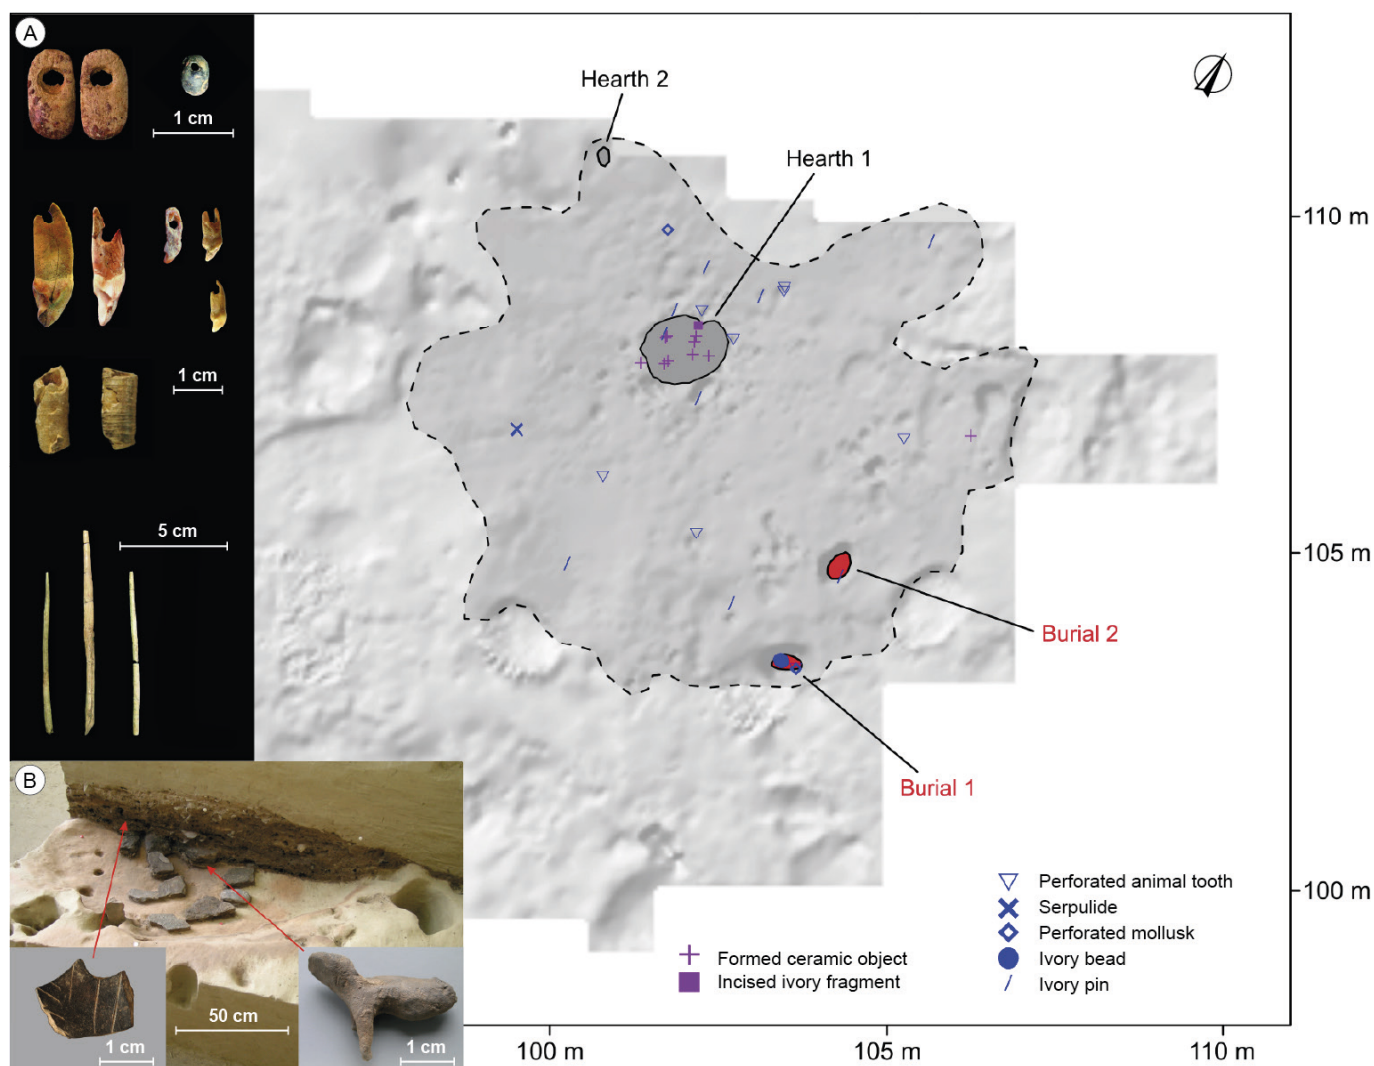 A
1 cm
1 cm
5 cm
Hearth 2
Hearth 1
Burial 2
Burial 1
110 m
105 m
100 m
Perforated animal tooth
Serpulide
Perforated mollusk
Ivory bead
Ivory pin
Formed ceramic object
Incised ivory fragment
100 m
105 m
110 m
B
1 cm
50 cm
1 cm